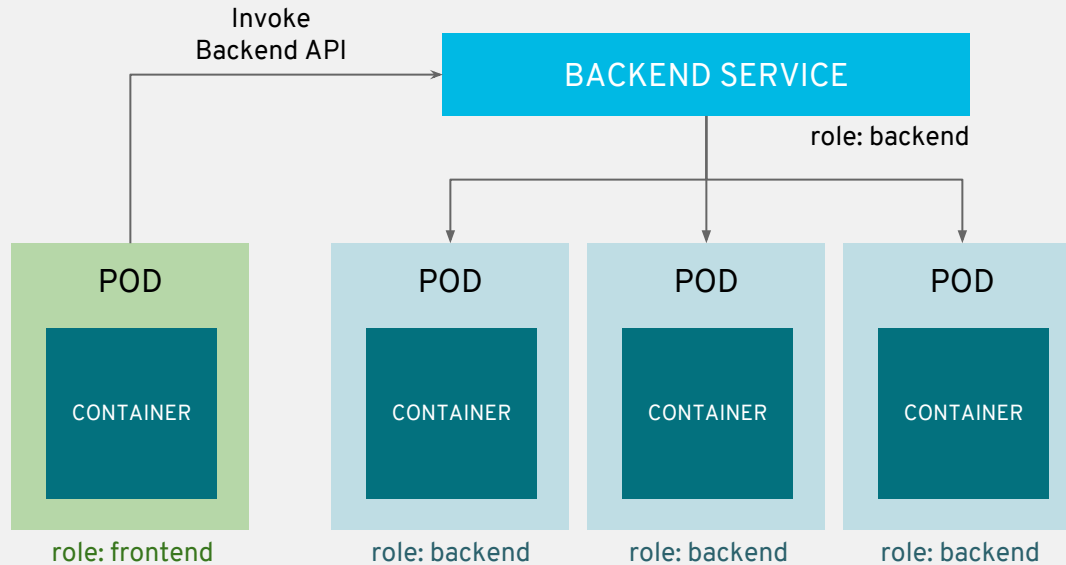 Invoke
Backend API
BACKEND SERVICE
role: backend
POD
CONTAINER
role: frontend
POD
CONTAINER
role: backend
POD
CONTAINER
role: backend
POD
CONTAINER
role: backend